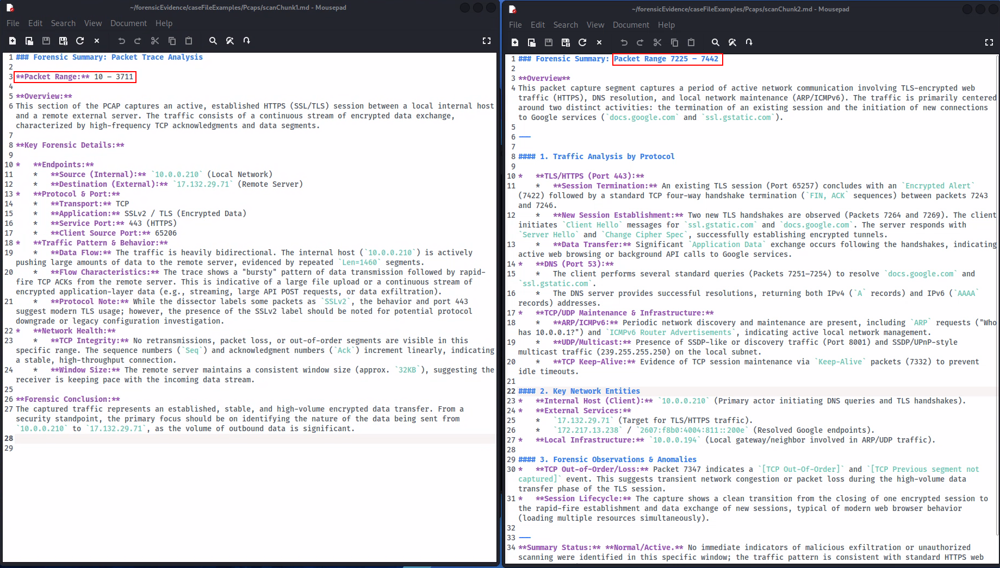 ~/forensicEvidence/caseFileExamples/Pcaps/scanChunk1.md - Mousepad
File Edit Search View Document Help
1 ### Forensic Summary: Packet Trace Analysis
2
3 **Packet Range:** 10 – 3711
4
5 **Overview:**
6 This section of the PCAP captures an active, established HTTPS (SSL/TLS) session between a local internal host
and a remote external server. The traffic consists of a continuous stream of encrypted data exchange,
characterized by high-frequency TCP acknowledgments and data segments.
7
8 **Key Forensic Details:**
9
10 *   **Endpoints:**
11     *   **Source (Internal):** `10.0.0.210` (Local Network)
12     *   **Destination (External):** `17.132.29.71` (Remote Server)
13 *   **Protocol & Port:**
14     *   **Transport:** TCP
15     *   **Application:** SSLv2 / TLS (Encrypted Data)
16     *   **Service Port:** 443 (HTTPS)
17     *   **Client Source Port:** 65206
18 *   **Traffic Pattern & Behavior:**
19     *   **Data Flow:** The traffic is heavily bidirectional. The internal host (`10.0.0.210`) is actively
pushing large amounts of data to the remote server, evidenced by repeated `Len=1460` segments.
20     *   **Flow Characteristics:** The trace shows a "bursty" pattern of data transmission followed by rapid-
fire TCP ACKs from the remote server. This is indicative of a large file upload or a continuous stream of
encrypted application-layer data (e.g., streaming, large API POST requests, or data exfiltration).
21     *   **Protocol Note:** While the dissector labels some packets as `SSLv2`, the behavior and port 443
suggest modern TLS usage; however, the presence of the SSLv2 label should be noted for potential protocol
downgrade or legacy configuration investigation.
22 *   **Network Health:**
23     *   **TCP Integrity:** No retransmissions, packet loss, or out-of-order segments are visible in this
specific range. The sequence numbers (`Seq`) and acknowledgment numbers (`Ack`) increment linearly, indicating
a stable, high-throughput connection.
24     *   **Window Size:** The remote server maintains a consistent window size (approx. `32KB`), suggesting the
receiver is keeping pace with the incoming data stream.
25
26 **Forensic Conclusion:**
27 The captured traffic represents an established, stable, and high-volume encrypted data transfer. From a
security standpoint, the primary focus should be on identifying the nature of the data being sent from
`10.0.0.210` to `17.132.29.71`, as the volume of outbound data is significant.
28
29
~/forensicEvidence/caseFileExamples/Pcaps/scanChunk2.md - Mousepad
File Edit Search View Document Help
1 ### Forensic Summary: Packet Range 7225 – 7442
2
3 **Overview**
4 This packet capture segment captures a period of active network communication involving TLS-encrypted web
traffic (HTTPS), DNS resolution, and local network maintenance (ARP/ICMPv6). The traffic is primarily centered
around two distinct activities: the termination of an existing session and the initiation of new connections
to Google services (`docs.google.com` and `ssl.gstatic.com`).
5
6 ---
7
8 #### 1. Traffic Analysis by Protocol
9
10 *   **TLS/HTTPS (Port 443):**
11     *   **Session Termination:** An existing TLS session (Port 65257) concludes with an `Encrypted Alert`
(7422) followed by a standard TCP four-way handshake termination (`FIN, ACK` sequences) between packets 7243
and 7246.
12     *   **New Session Establishment:** Two new TLS handshakes are observed (Packets 7264 and 7269). The client
initiates `Client Hello` messages for `ssl.gstatic.com` and `docs.google.com`. The server responds with
`Server Hello` and `Change Cipher Spec`, successfully establishing encrypted tunnels.
13     *   **Data Transfer:** Significant `Application Data` exchange occurs following the handshakes, indicating
active web browsing or background API calls to Google services.
14 *   **DNS (Port 53):**
15     *   The client performs several standard queries (Packets 7251–7254) to resolve `docs.google.com` and
`ssl.gstatic.com`.
16     *   The DNS server provides successful resolutions, returning both IPv4 (`A` records) and IPv6 (`AAAA`
records) addresses.
17 *   **TCP/UDP Maintenance & Infrastructure:**
18     *   **ARP/ICMPv6:** Periodic network discovery and maintenance are present, including `ARP` requests ("Who
has 10.0.0.1?") and `ICMPv6 Router Advertisements`, indicating active local network management.
19     *   **UDP/Multicast:** Presence of SSDP-like or discovery traffic (Port 8001) and SSDP/UPnP-style
multicast traffic (239.255.255.250) on the local subnet.
20     *   **TCP Keep-Alive:** Evidence of TCP session maintenance via `Keep-Alive` packets (7332) to prevent
idle timeouts.
21
22 #### 2. Key Network Entities
23 *   **Internal Host (Client):** `10.0.0.210` (Primary actor initiating DNS queries and TLS handshakes).
24 *   **External Services:**
25     *   `17.132.29.71` (Target for TLS/HTTPS traffic).
26     *   `172.217.13.238` / `2607:f8b0:4004:811::200e` (Resolved Google endpoints).
27 *   **Local Infrastructure:** `10.0.0.194` (Local gateway/neighbor involved in ARP/UDP traffic).
28
29 #### 3. Forensic Observations & Anomalies
30 *   **TCP Out-of-Order/Loss:** Packet 7347 indicates a `[TCP Out-Of-Order]` and `[TCP Previous segment not
captured]` event. This suggests transient network congestion or packet loss during the high-volume data
transfer phase of the TLS session.
31 *   **Session Lifecycle:** The capture shows a clean transition from the closing of one encrypted session to
the rapid-fire establishment and data exchange of new sessions, typical of modern web browser behavior
(loading multiple resources simultaneously).
32
33 ---
34 **Summary Status:** **Normal/Active.** No immediate indicators of malicious exfiltration or unauthorized
scanning were identified in this specific window; the traffic pattern is consistent with standard HTTPS web